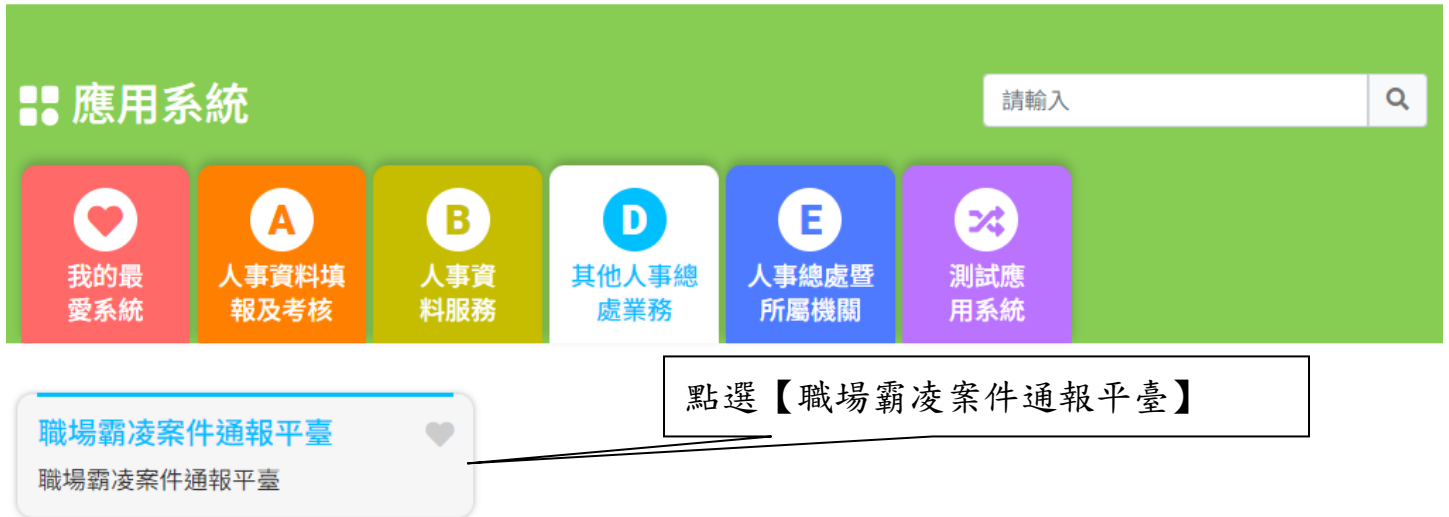 應用系統
請輸入
我的最
愛系統
A
人事資料填
報及考核
B
人事資
料服務
D
其他人事總
處業務
E
人事總處暨
所屬機關
測試應
用系統
點選【職場霸凌案件通報平臺】
職場霸凌案件通報平臺
職場霸凌案件通報平臺